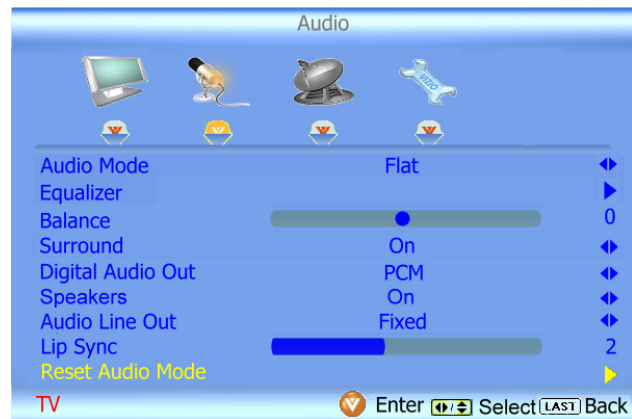 Audio
VIZIO
Audio Mode Flat
Equalizer
Balance 0
Surround On
Digital Audio Out PCM
Speakers On
Audio Line Out Fixed
Lip Sync 2
Reset Audio Mode
TV Enter Select LAST Back